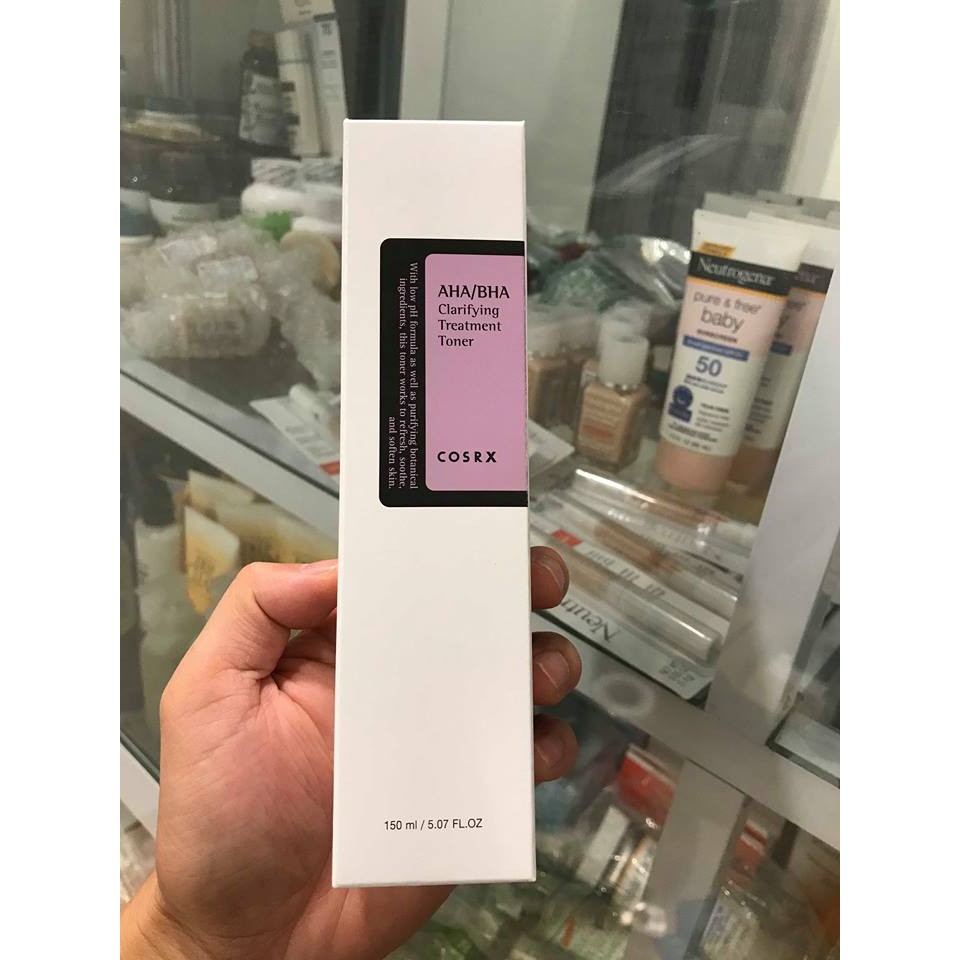 AHA/BHA
Clarifying
Treatment
Toner
With low pH formula as well as purifying botanical
ingredients, this toner works to refresh, soothe,
and soften skin.
COSRX
150 ml / 5.07 FL.OZ
Neutrogena
pure & free
baby
SUNSCREEN
50